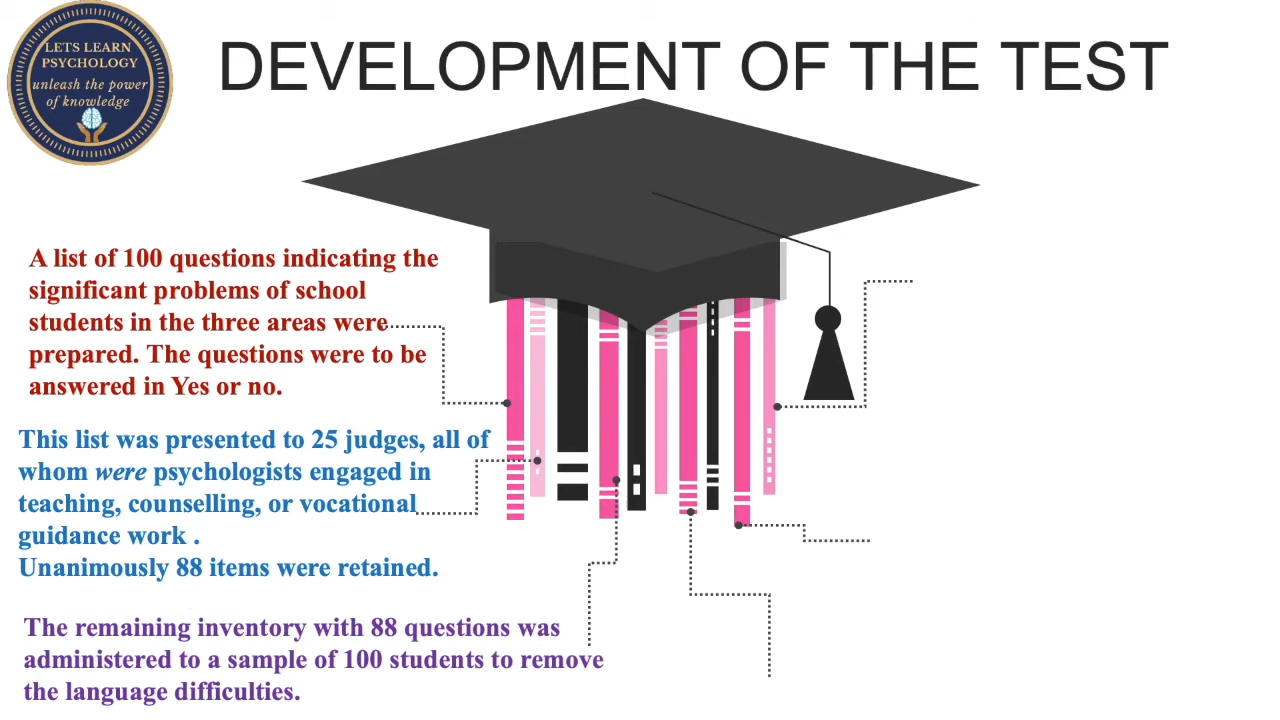 LETS LEARN
PSYCHOLOGY
unleash the power
of knowledge
DEVELOPMENT OF THE TEST
A list of 100 questions indicating the
significant problems of school
students in the three areas were
prepared. The questions were to be
answered in Yes or no.
This list was presented to 25 judges, all of
whom were psychologists engaged in
teaching, counselling, or vocational
guidance work .
Unanimously 88 items were retained.
The remaining inventory with 88 questions was
administered to a sample of 100 students to remove
the language difficulties.